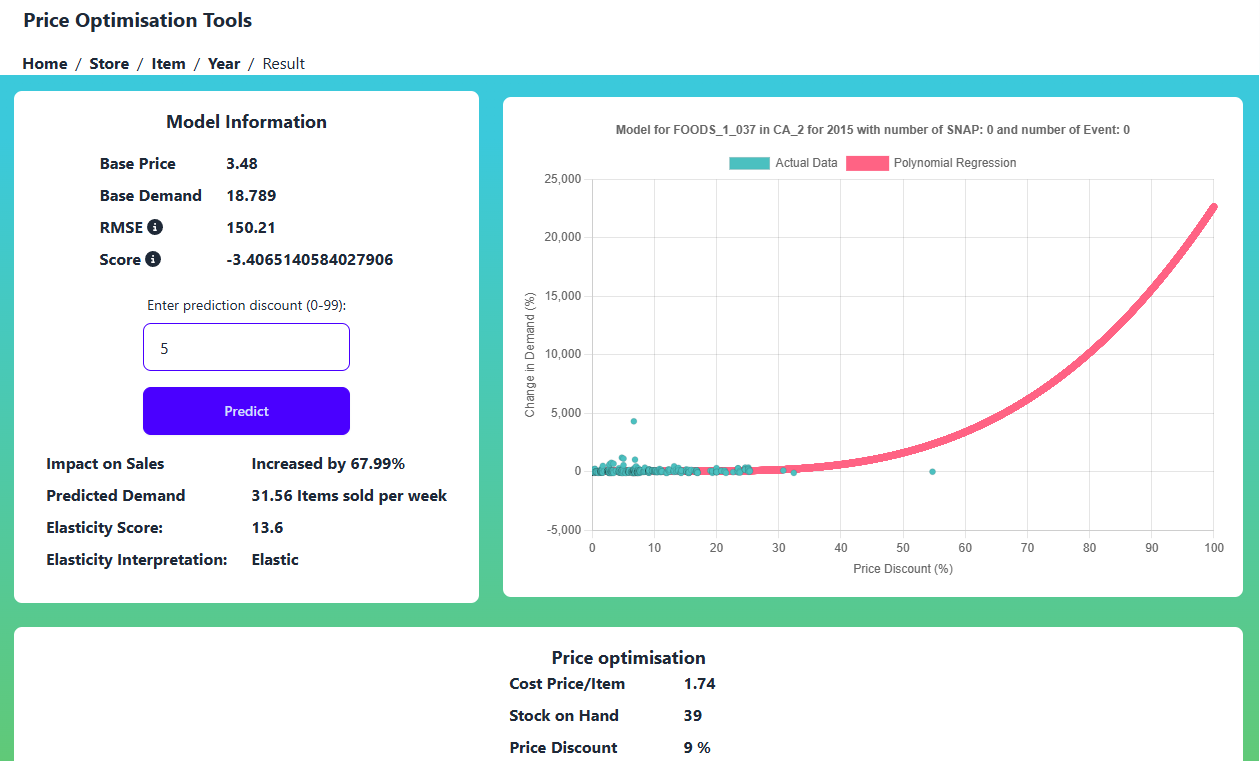 Price Optimisation Tools
Home / Store / Item / Year / Result
Model Information
Base Price 3.48
Base Demand 18.789
RMSE 150.21
Score -3.4065140584027906
Enter prediction discount (0-99):
5
Predict
Impact on Sales Increased by 67.99%
Predicted Demand 31.56 Items sold per week
Elasticity Score: 13.6
Elasticity Interpretation: Elastic
Model for FOODS_1_037 in CA_2 for 2015 with number of SNAP: 0 and number of Event: 0
Actual Data Polynomial Regression
Change in Demand (%)
25,000
20,000
15,000
10,000
5,000
0
-5,000
0 10 20 30 40 50 60 70 80 90 100
Price Discount (%)
Price optimisation
Cost Price/Item 1.74
Stock on Hand 39
Price Discount 9 %